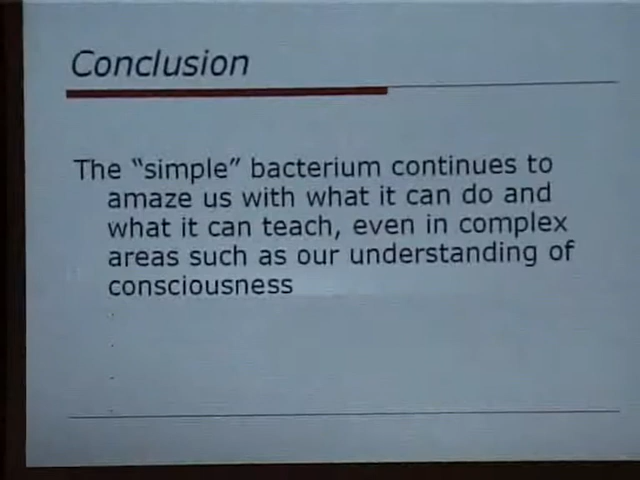 Conclusion
The “simple” bacterium continues to
amaze us with what it can do and
what it can teach, even in complex
areas such as our understanding of
consciousness